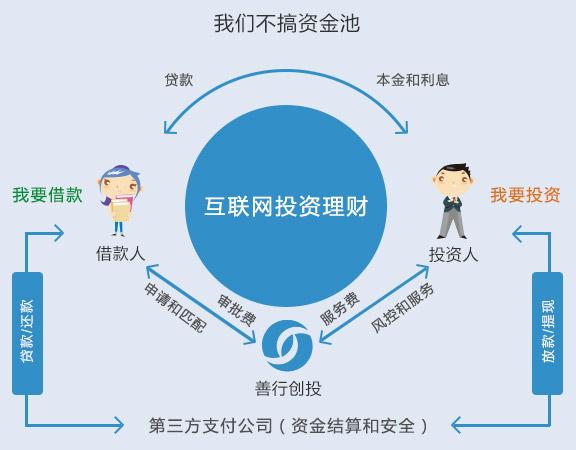 我们不搞资金池
贷款
本金和利息
我要借款
互联网投资理财
我要投资
借款人
投资人
申请和匹配
审批费
服务费
风控和服务
贷款/还款
放款/提现
善行创投
第三方支付公司（资金结算和安全）